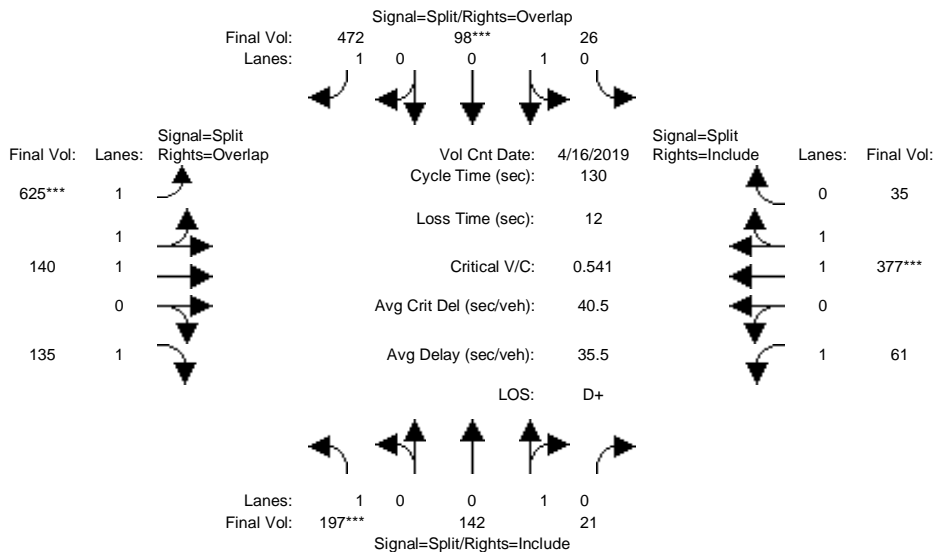 Signal=Split/Rights=Overlap
Final Vol: 472 98*** 26
Lanes: 1 0 0 1 0
Signal=Split Signal=Split
Final Vol: Lanes: Rights=Overlap Vol Cnt Date: 4/16/2019 Rights=Include Lanes: Final Vol:
Cycle Time (sec): 130
625*** 1 0 35
Loss Time (sec): 12
1 1
140 1 Critical V/C: 0.541 1 377***
0 Avg Crit Del (sec/veh): 40.5 0
135 1 Avg Delay (sec/veh): 35.5 1 61
LOS: D+
Lanes: 1 0 0 1 0
Final Vol: 197*** 142 21
Signal=Split/Rights=Include